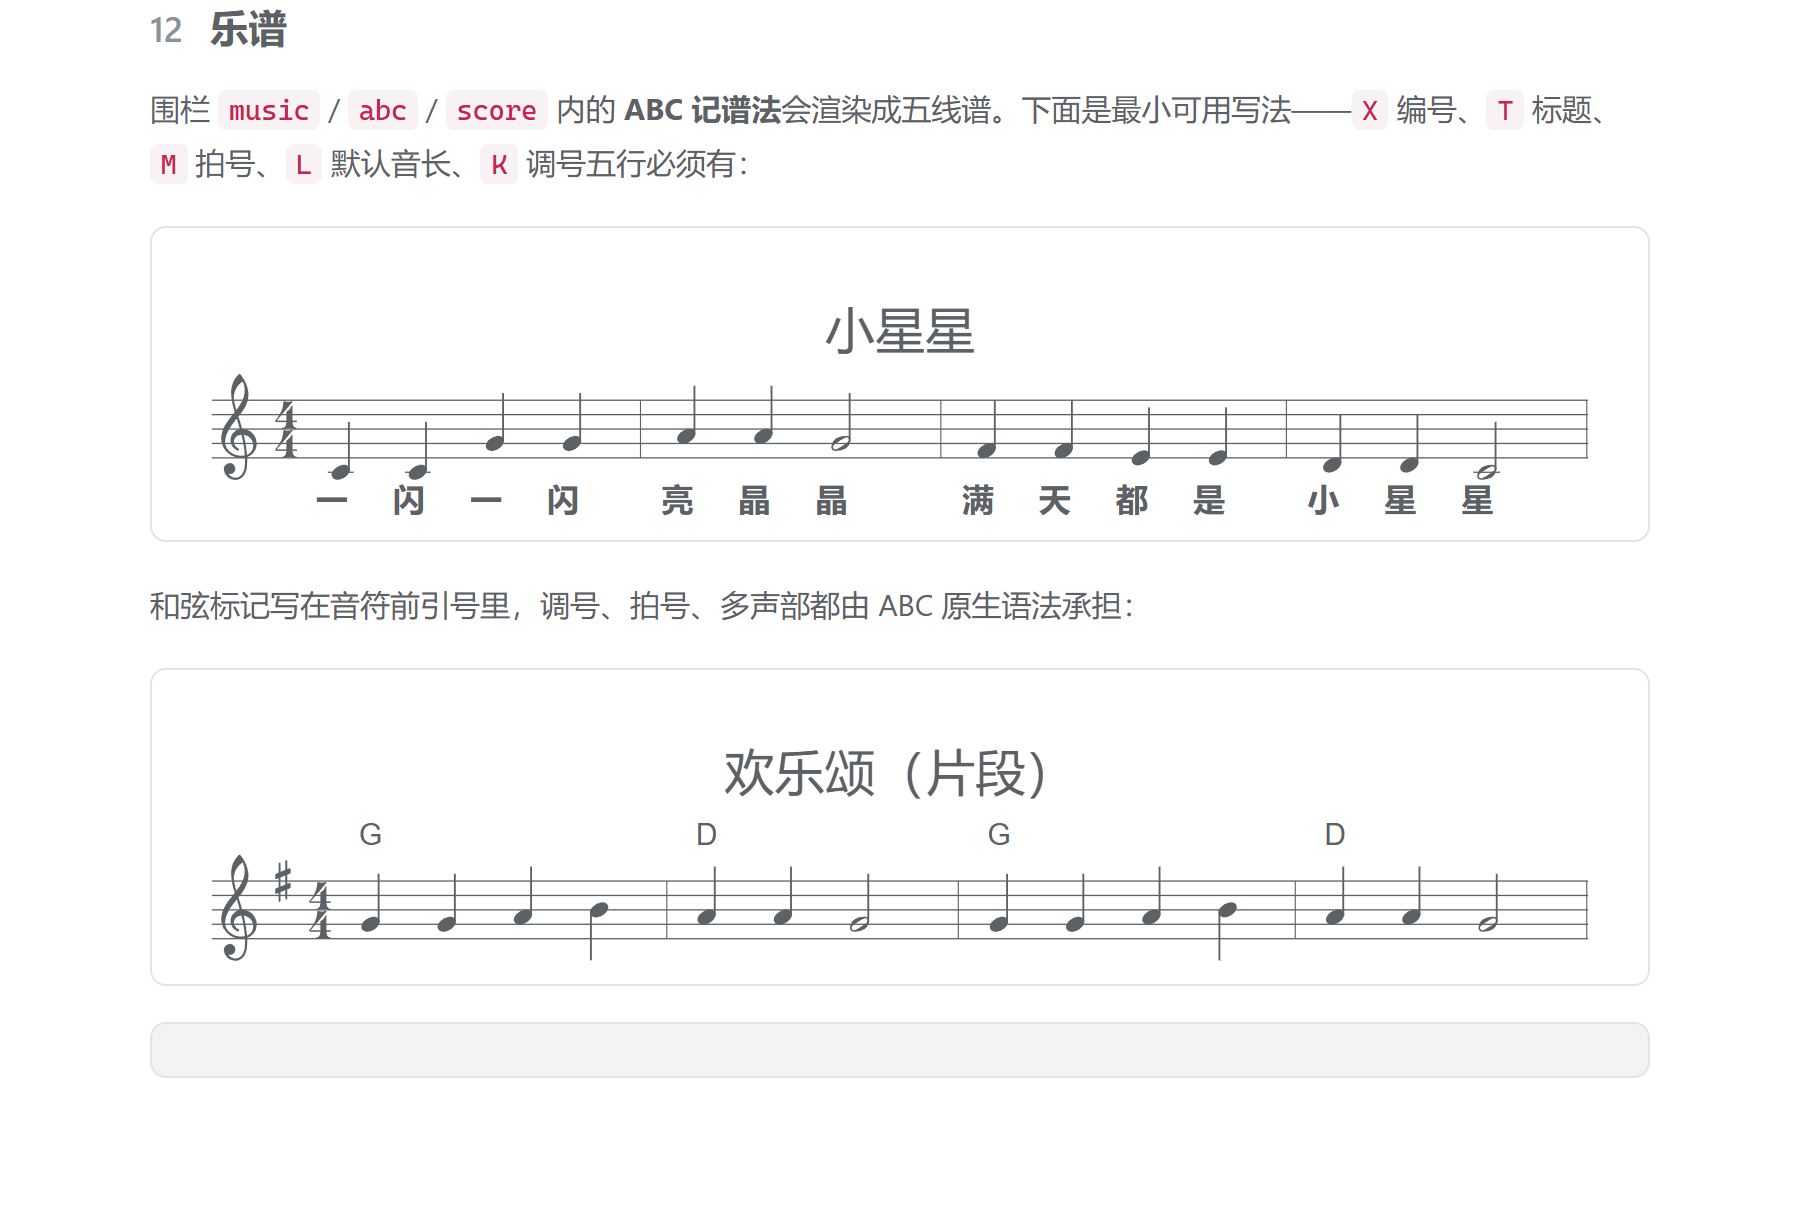 12 乐谱
围栏 music / abc / score 内的 ABC 记谱法会渲染成五线谱。下面是最小可用写法——X 编号、T 标题、
M 拍号、L 默认音长、K 调号五行必须有：
小星星
4
4
一 闪 一 闪 亮 晶 晶 满 天 都 是 小 星 星
和弦标记写在音符前引号里，调号、拍号、多声部都由 ABC 原生语法承担：
欢乐颂（片段）
G D G D
4
4